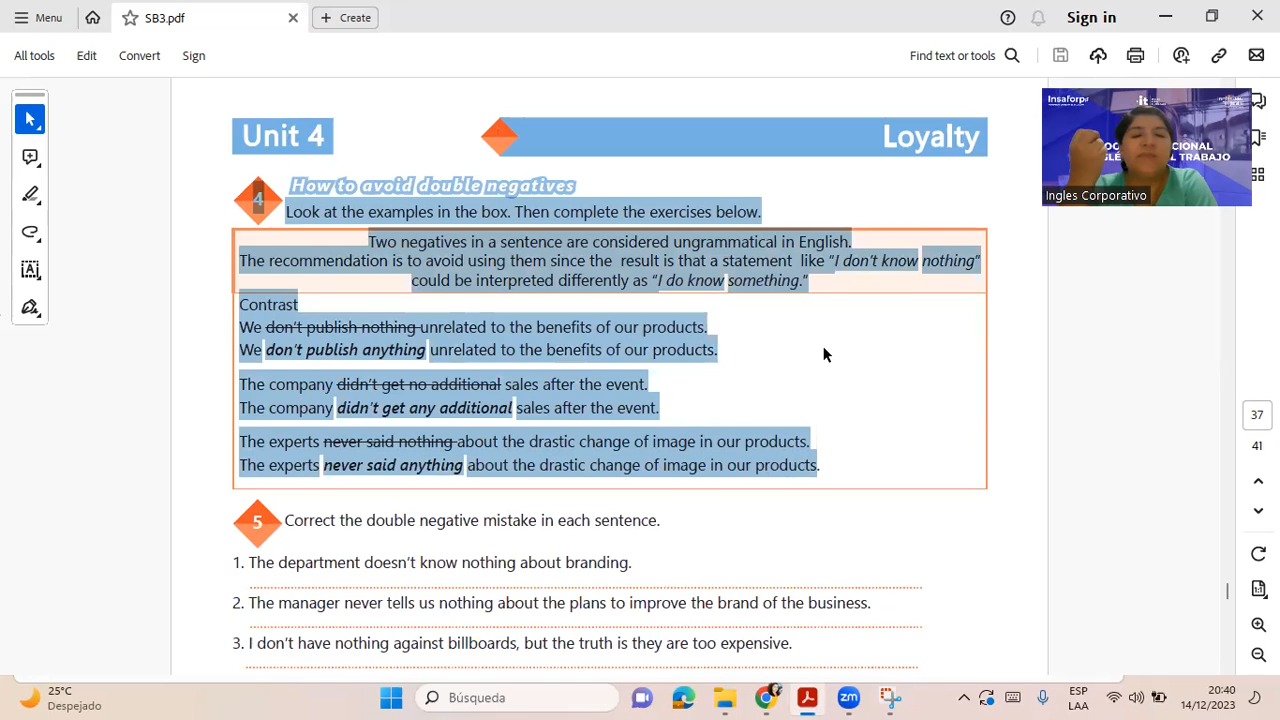 Menu
SB3.pdf
Create
Sign in
All tools
Edit
Convert
Sign
Find text or tools
Unit 4
Loyalty
4
How to avoid double negatives
Look at the examples in the box. Then complete the exercises below.
Two negatives in a sentence are considered ungrammatical in English.
The recommendation is to avoid using them since the result is that a statement like "I don't know nothing"
could be interpreted differently as "I do know something."
Contrast
We don't publish nothing unrelated to the benefits of our products.
We don't publish anything unrelated to the benefits of our products.
The company didn't get no additional sales after the event.
The company didn't get any additional sales after the event.
The experts never said nothing about the drastic change of image in our products.
The experts never said anything about the drastic change of image in our products.
5
Correct the double negative mistake in each sentence.
1. The department doesn't know nothing about branding.
2. The manager never tells us nothing about the plans to improve the brand of the business.
3. I don't have nothing against billboards, but the truth is they are too expensive.
Insaforp
it
TRABAJO
Ingles Corporativo
37
41
25°C
Despejado
Búsqueda
ESP
LAA
20:40
14/12/2023